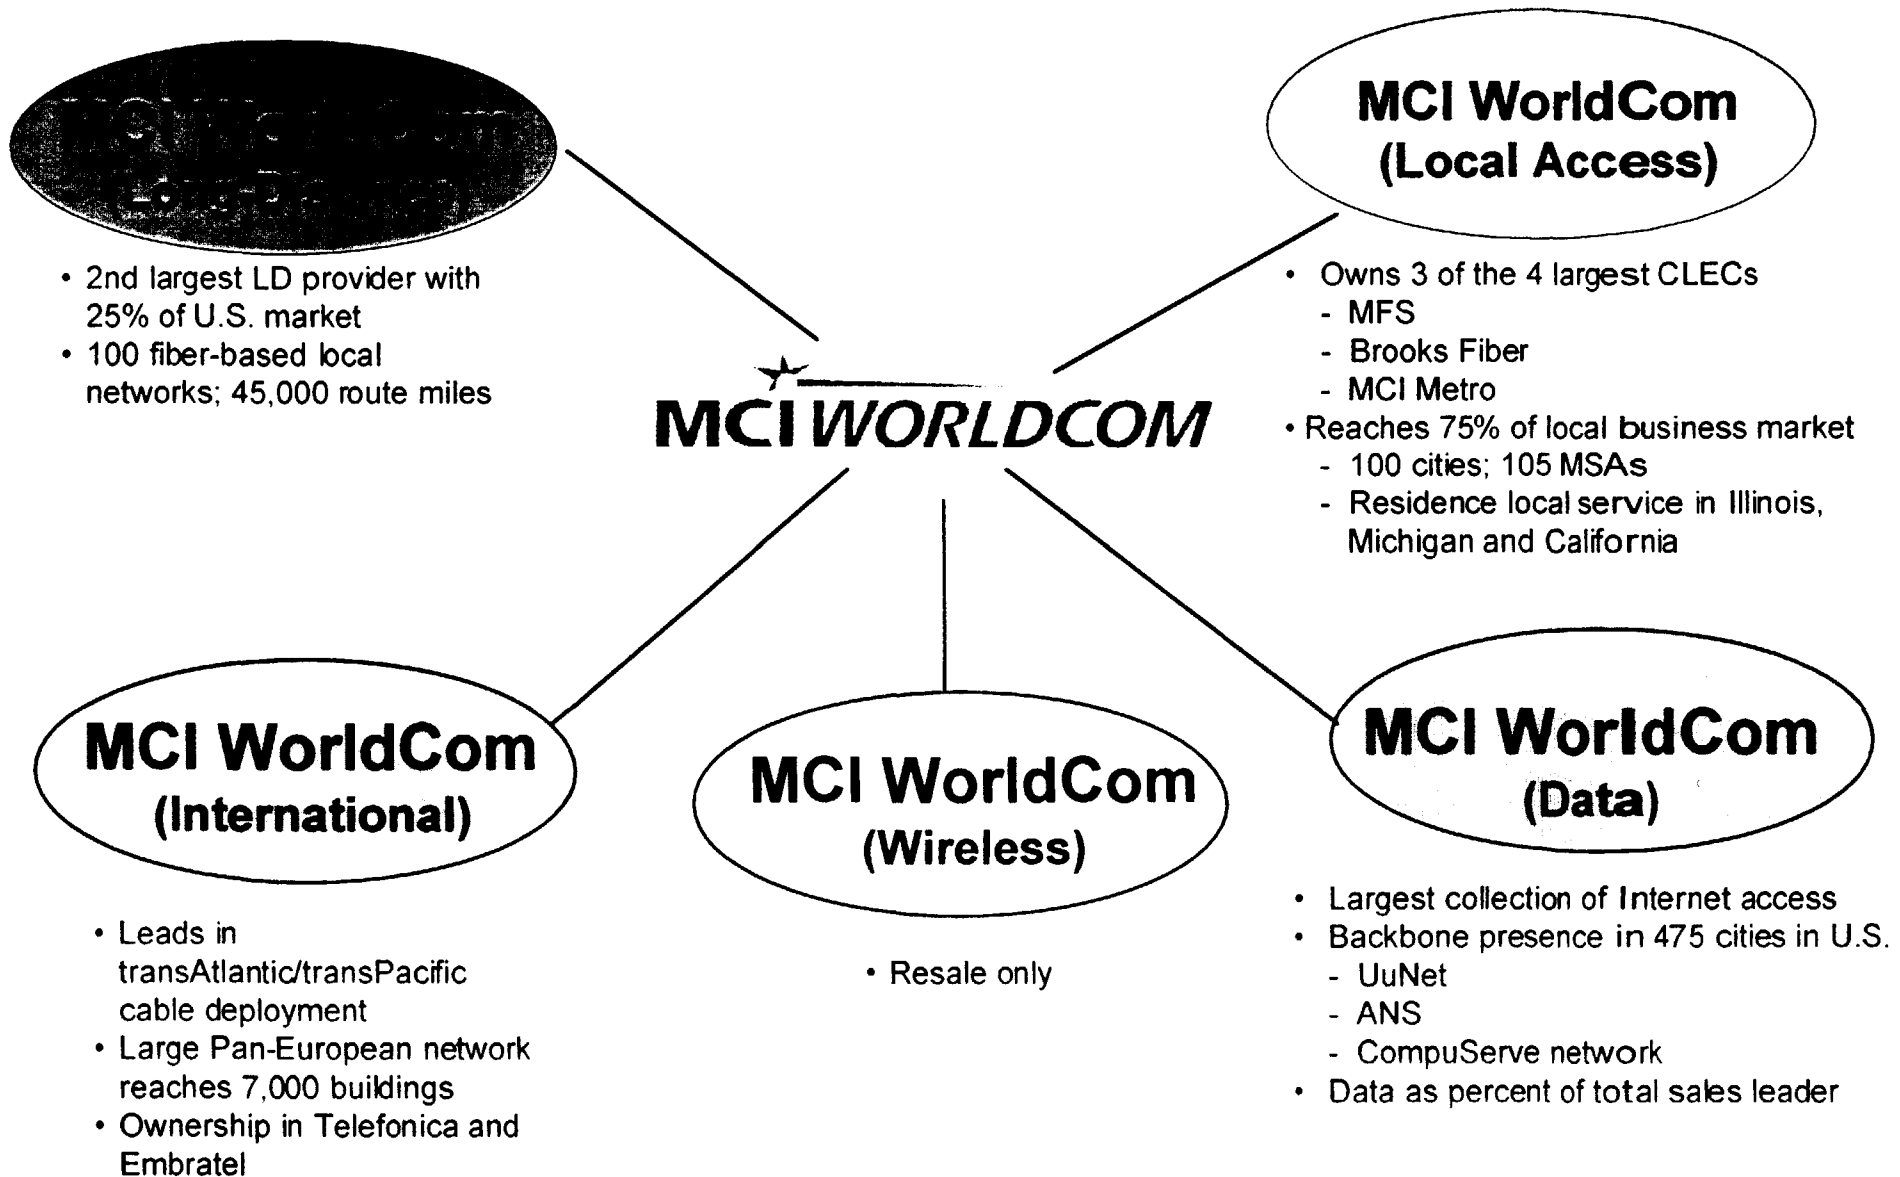 MCI WorldCom
(Long-Distance)
• 2nd largest LD provider with
25% of U.S. market
• 100 fiber-based local
networks; 45,000 route miles
MCI WorldCom
(Local Access)
• Owns 3 of the 4 largest CLECs
- MFS
- Brooks Fiber
- MCI Metro
• Reaches 75% of local business market
- 100 cities; 105 MSAs
- Residence local service in Illinois,
Michigan and California
MCI WORLDCOM
MCI WorldCom
(International)
• Leads in
transAtlantic/transPacific
cable deployment
• Large Pan-European network
reaches 7,000 buildings
• Ownership in Telefonica and
Embratel
MCI WorldCom
(Wireless)
• Resale only
MCI WorldCom
(Data)
• Largest collection of Internet access
• Backbone presence in 475 cities in U.S.
- UuNet
- ANS
- CompuServe network
• Data as percent of total sales leader